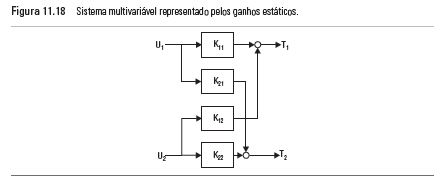 Figura 11.18 Sistema multivariável representado pelos ganhos estáticos.
U₁
K₁₁
T₁
K₂₁
K₁₂
U₂
K₂₂
T₂